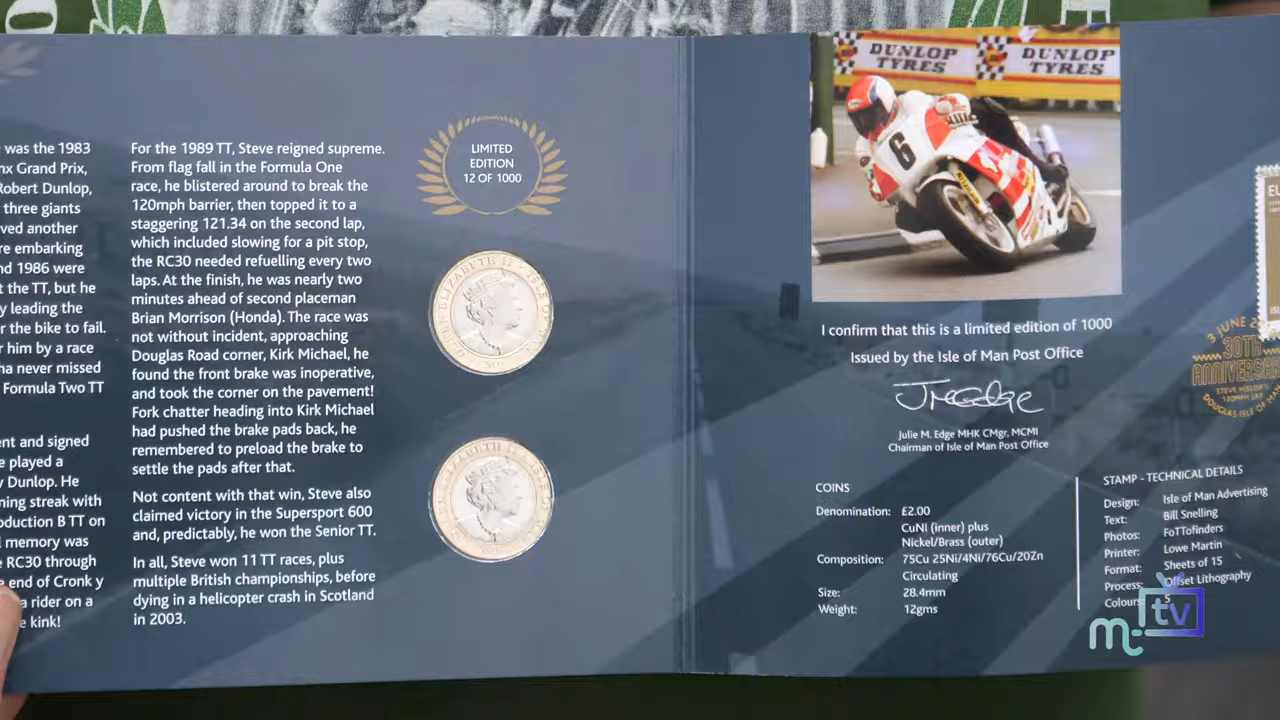 was the 1983
Grand Prix,
Robert Dunlop,
three giants
another
embarking
1986 were
the TT, but he
leading the
the bike to fail.
him by a race
never missed
Formula Two TT
and signed
played a
Dunlop. He
streak with
B TT on
memory was
RC30 through
end of Cronk y
a rider on a
kink!
For the 1989 TT, Steve reigned supreme.
From flag fall in the Formula One
race, he blistered around to break the
120mph barrier, then topped it to a
staggering 121.34 on the second lap,
which included slowing for a pit stop,
the RC30 needed refuelling every two
laps. At the finish, he was nearly two
minutes ahead of second placeman
Brian Morrison (Honda). The race was
not without incident, approaching
Douglas Road corner, Kirk Michael, he
found the front brake was inoperative,
and took the corner on the pavement!
Fork chatter heading into Kirk Michael
had pushed the brake pads back, he
remembered to preload the brake to
settle the pads after that.
Not content with that win, Steve also
claimed victory in the Supersport 600
and, predictably, he won the Senior TT.
In all, Steve won 11 TT races, plus
multiple British championships, before
dying in a helicopter crash in Scotland
in 2003.
LIMITED
EDITION
12 OF 1000
DUNLOP
TYRES
DUNLOP
TYRES
6
I confirm that this is a limited edition of 1000
Issued by the Isle of Man Post Office
Julie M. Edge MHK CMgr, MCMI
Chairman of Isle of Man Post Office
COINS
Denomination: £2.00
CuNI (inner) plus
Nickel/Brass (outer)
Composition: 75Cu 25Ni/4Ni/76Cu/20Zn
Circulating
Size: 28.4mm
Weight: 12gms
STAMP - TECHNICAL DETAILS
Design: Isle of Man Advertising
Text: Bill Snelling
Photos: FoTTofinders
Printer: Lowe Martin
Format: Sheets of 15
Process: Offset Lithography
Colours: 5
3 JUNE
30TH
ANNIVERSARY
STEVE HISLOP'S
120MPH LAP
DOUGLAS ISLE OF MAN
m tv